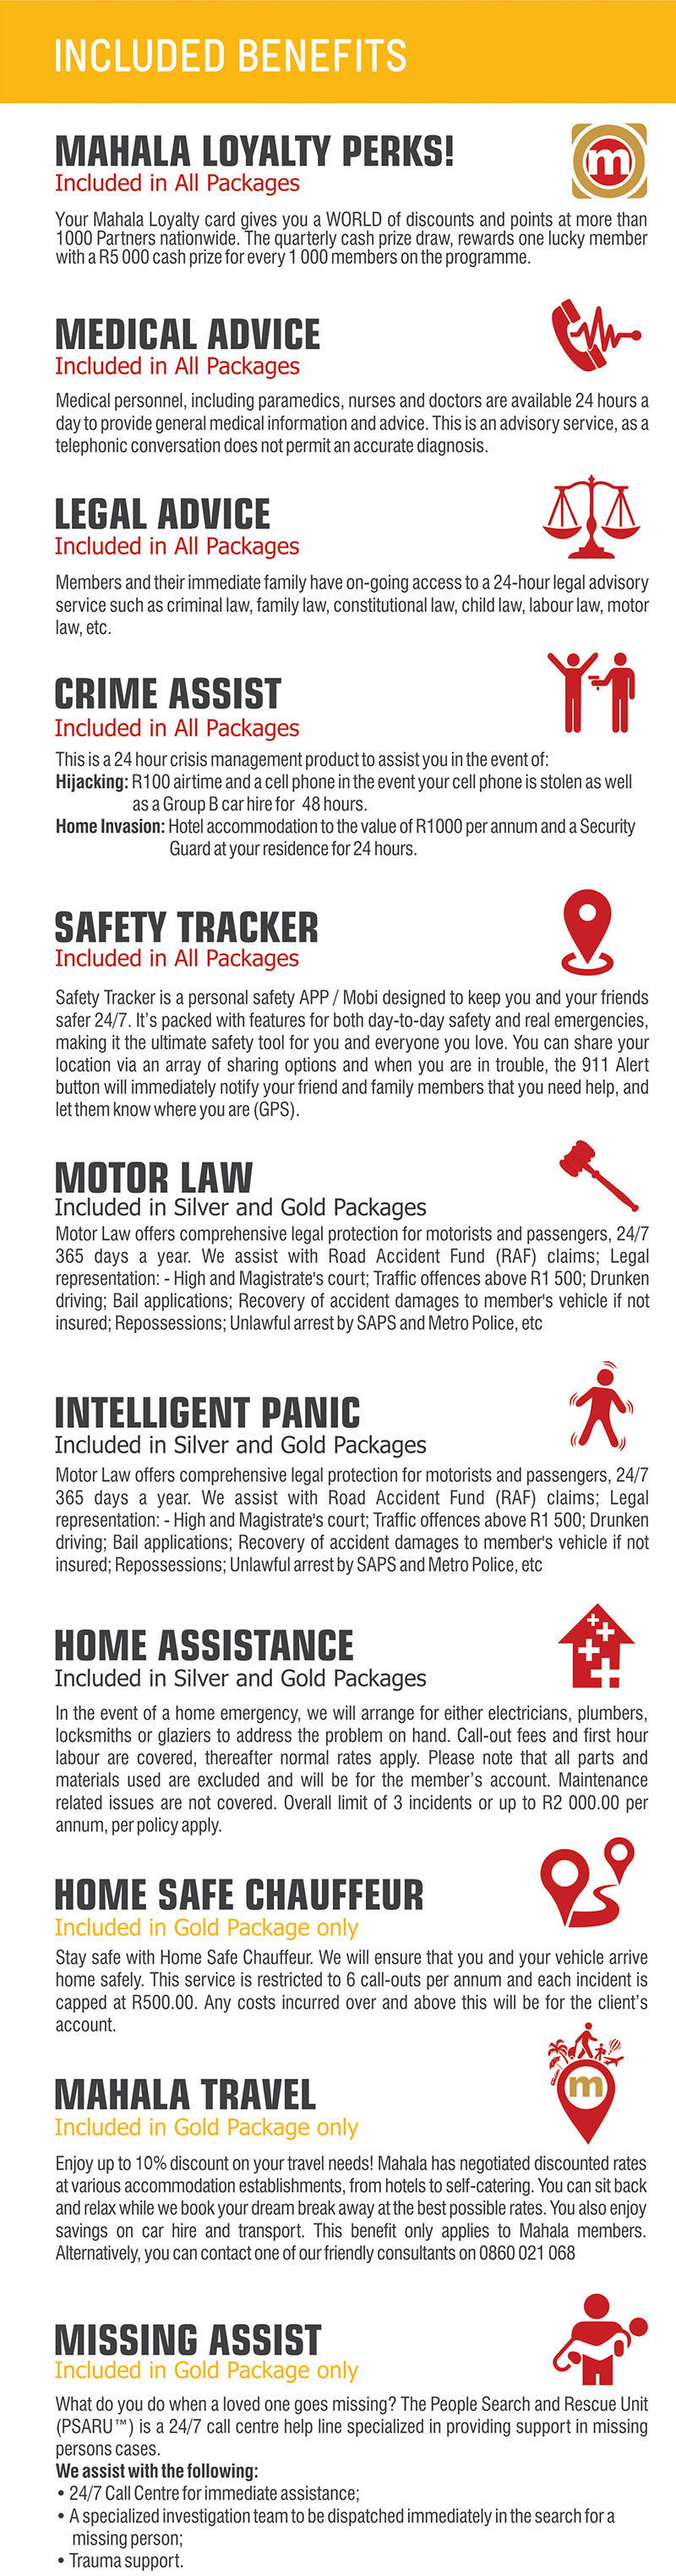 INCLUDED BENEFITS
MAHALA LOYALTY PERKS!
Included in All Packages
m
Your Mahala Loyalty card gives you a WORLD of discounts and points at more than
1000 Partners nationwide. The quarterly cash prize draw, rewards one lucky member
with a R5 000 cash prize for every 1 000 members on the programme.
MEDICAL ADVICE
Included in All Packages
Medical personnel, including paramedics, nurses and doctors are available 24 hours a
day to provide general medical information and advice. This is an advisory service, as a
telephonic conversation does not permit an accurate diagnosis.
LEGAL ADVICE
Included in All Packages
Members and their immediate family have on-going access to a 24-hour legal advisory
service such as criminal law, family law, constitutional law, child law, labour law, motor
law, etc.
CRIME ASSIST
Included in All Packages
This is a 24 hour crisis management product to assist you in the event of:
Hijacking: R100 airtime and a cell phone in the event your cell phone is stolen as well
as a Group B car hire for 48 hours.
Home Invasion: Hotel accommodation to the value of R1000 per annum and a Security
Guard at your residence for 24 hours.
SAFETY TRACKER
Included in All Packages
Safety Tracker is a personal safety APP / Mobi designed to keep you and your friends
safer 24/7. It's packed with features for both day-to-day safety and real emergencies,
making it the ultimate safety tool for you and everyone you love. You can share your
location via an array of sharing options and when you are in trouble, the 911 Alert
button will immediately notify your friend and family members that you need help, and
let them know where you are (GPS).
MOTOR LAW
Included in Silver and Gold Packages
Motor Law offers comprehensive legal protection for motorists and passengers, 24/7
365 days a year. We assist with Road Accident Fund (RAF) claims; Legal
representation: - High and Magistrate's court; Traffic offences above R1 500; Drunken
driving; Bail applications; Recovery of accident damages to member's vehicle if not
insured; Repossessions; Unlawful arrest by SAPS and Metro Police, etc
INTELLIGENT PANIC
Included in Silver and Gold Packages
Motor Law offers comprehensive legal protection for motorists and passengers, 24/7
365 days a year. We assist with Road Accident Fund (RAF) claims; Legal
representation: - High and Magistrate's court; Traffic offences above R1 500; Drunken
driving; Bail applications; Recovery of accident damages to member's vehicle if not
insured; Repossessions; Unlawful arrest by SAPS and Metro Police, etc
HOME ASSISTANCE
Included in Silver and Gold Packages
In the event of a home emergency, we will arrange for either electricians, plumbers,
locksmiths or glaziers to address the problem on hand. Call-out fees and first hour
labour are covered, thereafter normal rates apply. Please note that all parts and
materials used are excluded and will be for the member's account. Maintenance
related issues are not covered. Overall limit of 3 incidents or up to R2 000.00 per
annum, per policy apply.
HOME SAFE CHAUFFEUR
Included in Gold Package only
Stay safe with Home Safe Chauffeur. We will ensure that you and your vehicle arrive
home safely. This service is restricted to 6 call-outs per annum and each incident is
capped at R500.00. Any costs incurred over and above this will be for the client's
account.
MAHALA TRAVEL
Included in Gold Package only
m
Enjoy up to 10% discount on your travel needs! Mahala has negotiated discounted rates
at various accommodation establishments, from hotels to self-catering. You can sit back
and relax while we book your dream break away at the best possible rates. You also enjoy
savings on car hire and transport. This benefit only applies to Mahala members.
Alternatively, you can contact one of our friendly consultants on 0860 021 068
MISSING ASSIST
Included in Gold Package only
What do you do when a loved one goes missing? The People Search and Rescue Unit
(PSARU™) is a 24/7 call centre help line specialized in providing support in missing
persons cases.
We assist with the following:
• 24/7 Call Centre for immediate assistance;
• A specialized investigation team to be dispatched immediately in the search for a
missing person;
• Trauma support.